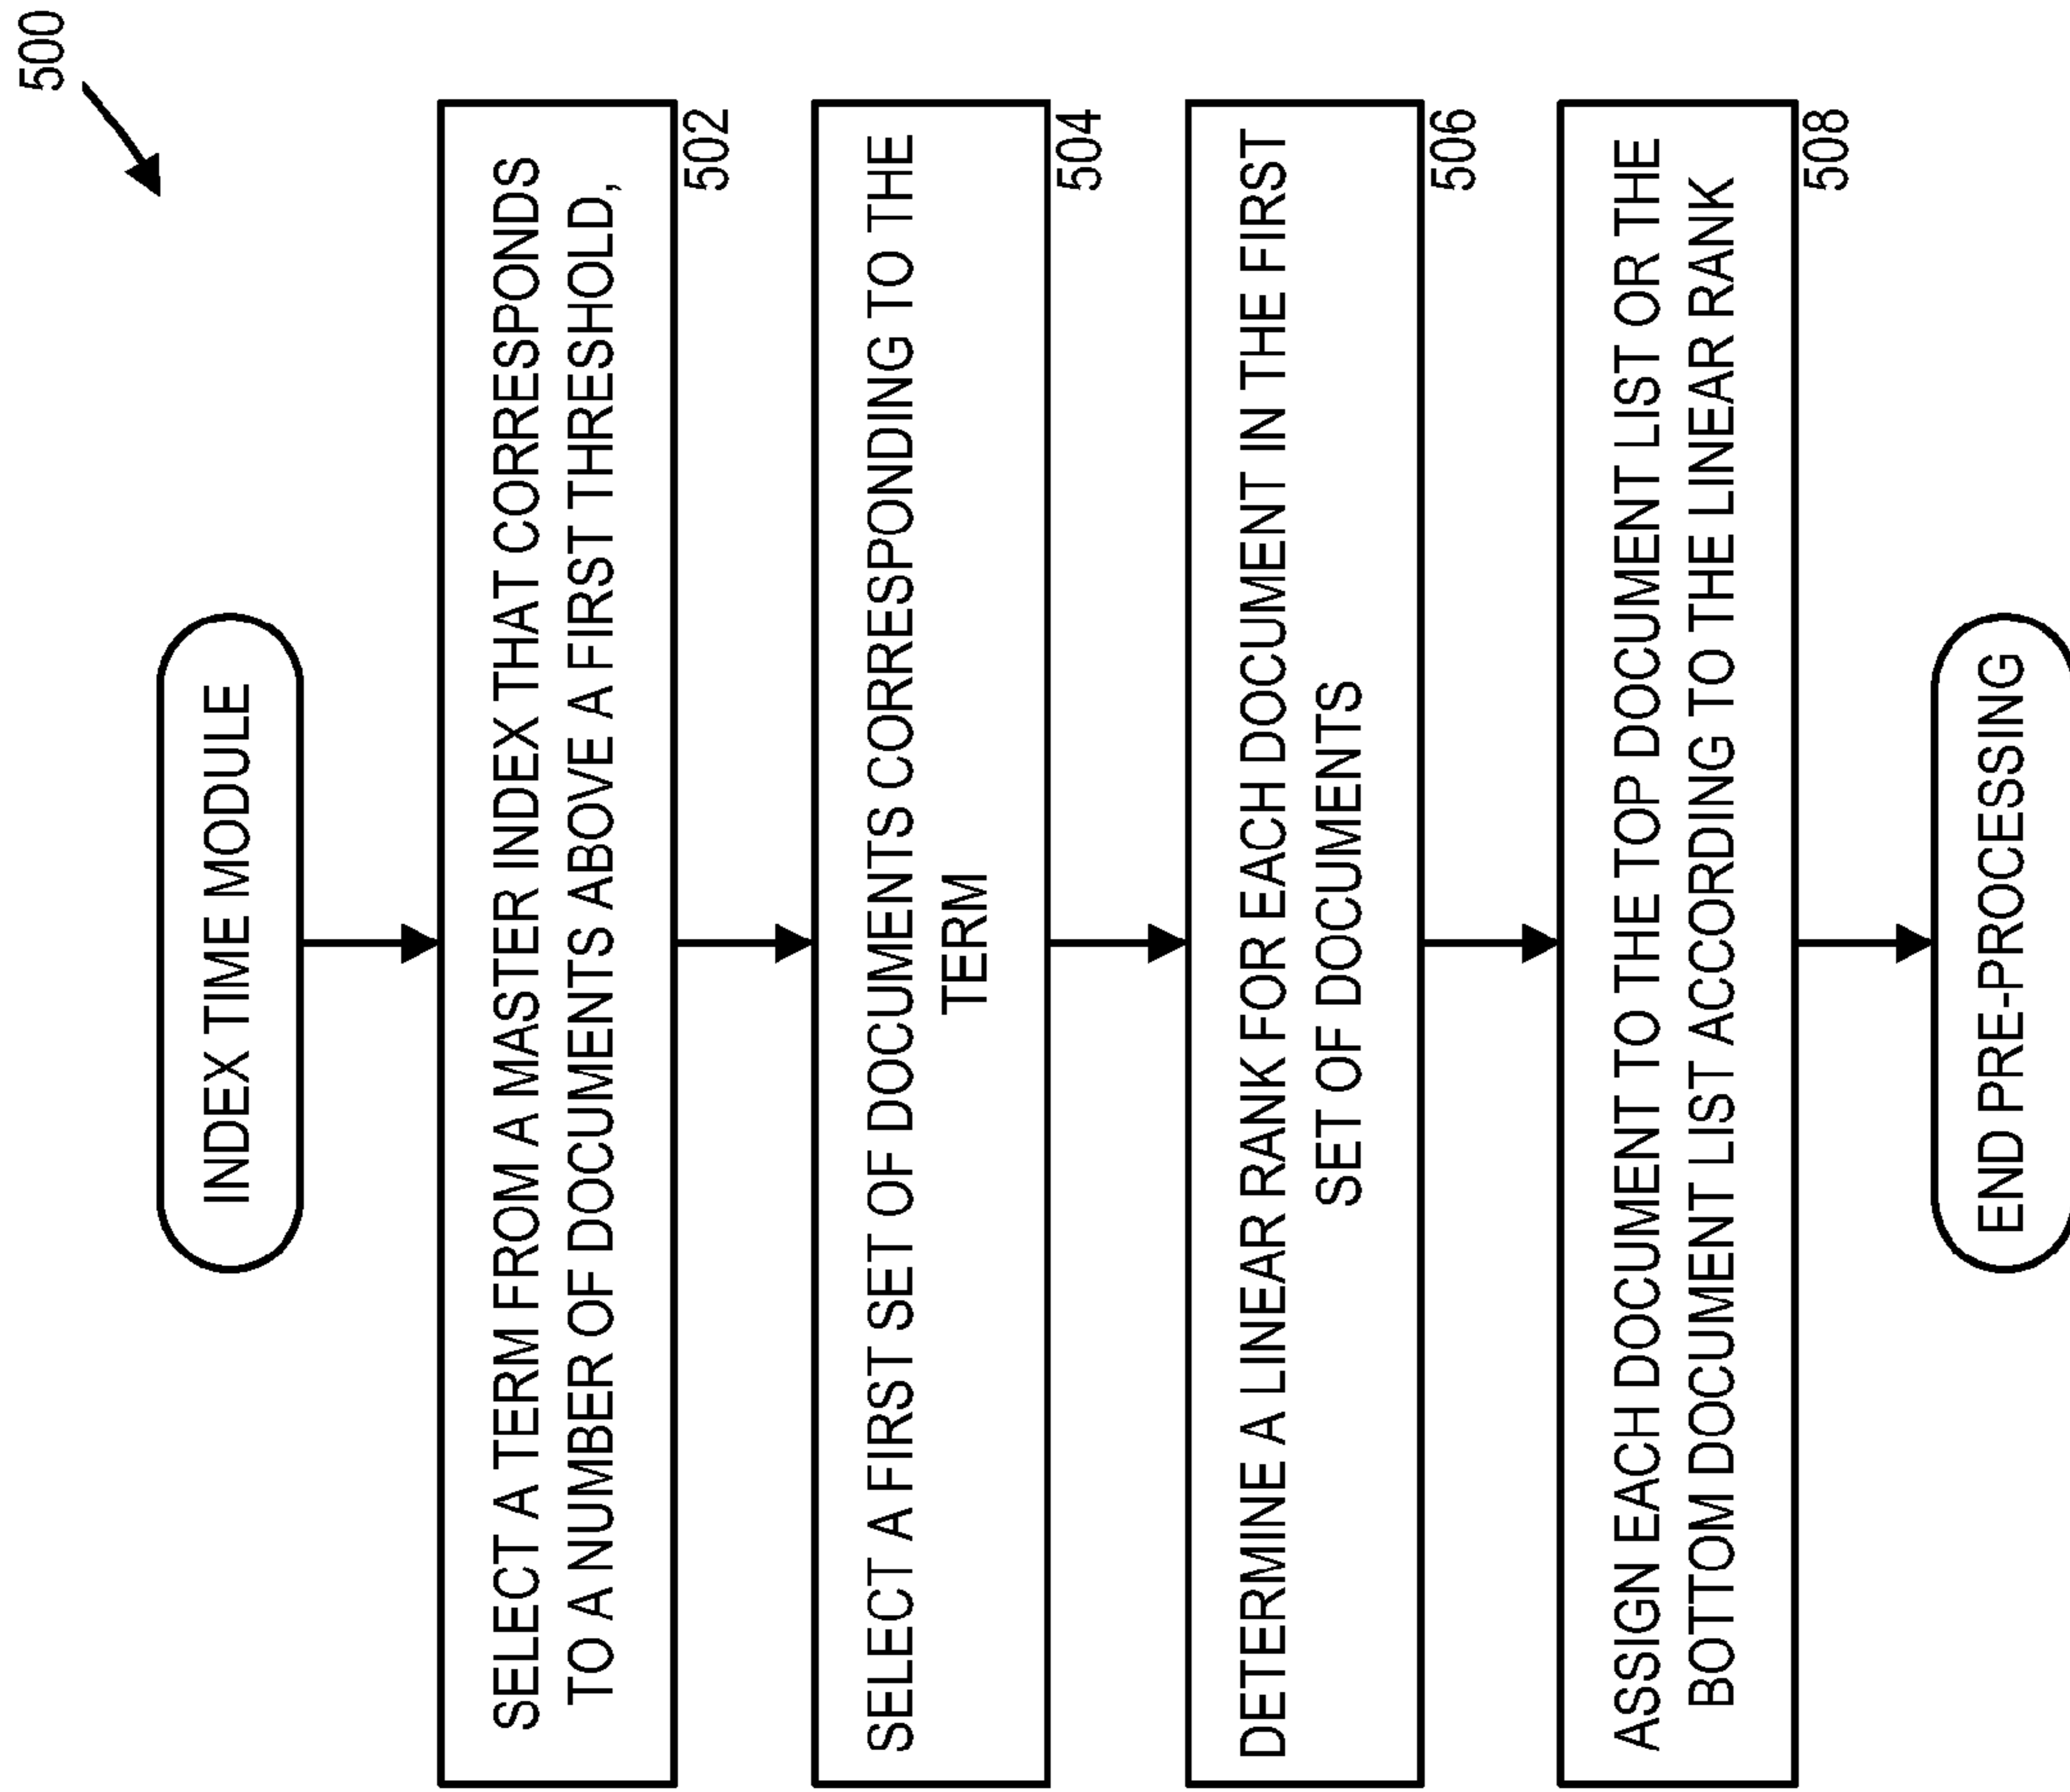 500
INDEX TIME MODULE
SELECT A TERM FROM A MASTER INDEX THAT CORRESPONDS
TO A NUMBER OF DOCUMENTS ABOVE A FIRST THRESHOLD,
502
SELECT A FIRST SET OF DOCUMENTS CORRESPONDING TO THE
TERM
504
DETERMINE A LINEAR RANK FOR EACH DOCUMENT IN THE FIRST
SET OF DOCUMENTS
506
ASSIGN EACH DOCUMENT TO THE TOP DOCUMENT LIST OR THE
BOTTOM DOCUMENT LIST ACCORDING TO THE LINEAR RANK
508
END PRE-PROCESSING